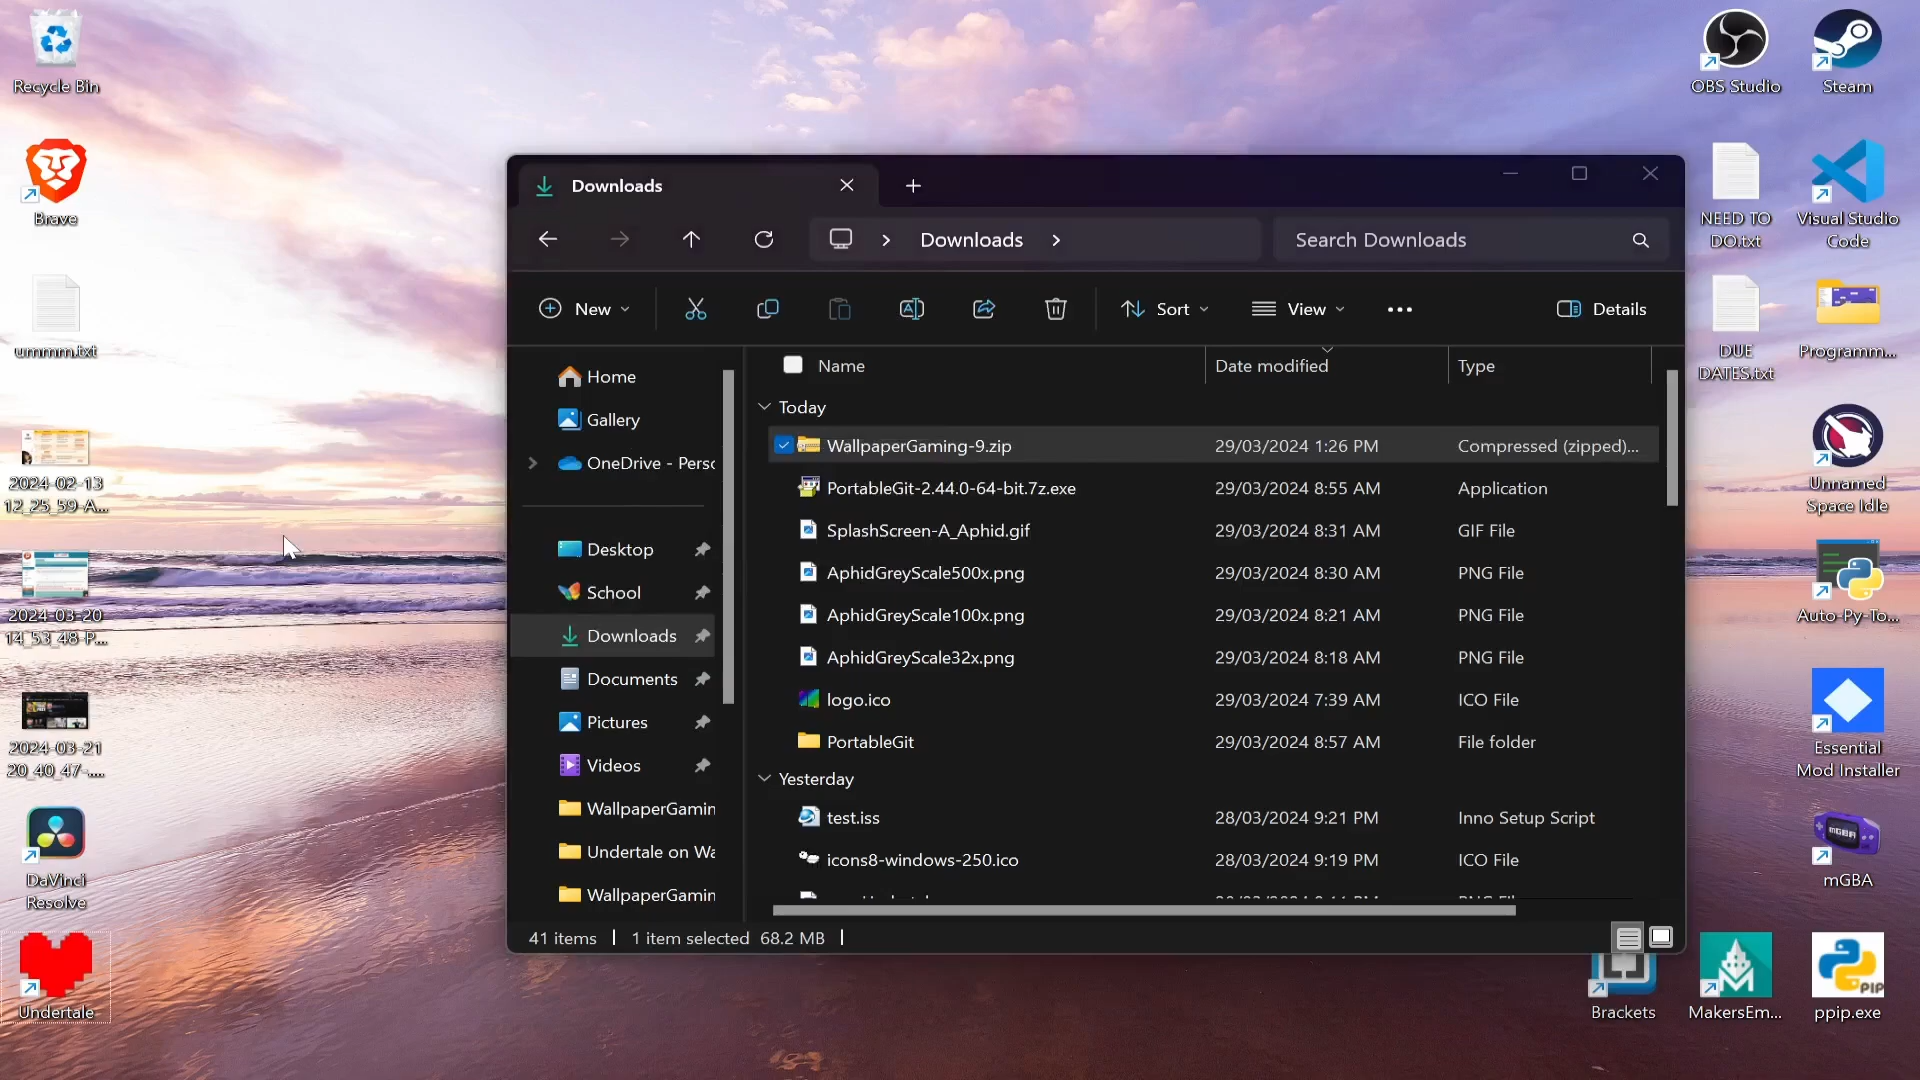 Recycle Bin
Brave
ummm.txt
2024-02-13
12_25_59-A...
2024-03-20
14_53_48-P...
2024-03-21
20_40_47-....
DaVinci
Resolve
Undertale
Downloads
Downloads
Search Downloads
New
Sort
View
Details
Home
Gallery
OneDrive - Perso
Desktop
School
Downloads
Documents
Pictures
Videos
WallpaperGamin
Undertale on Wa
WallpaperGamin
Name
Date modified
Type
Today
WallpaperGaming-9.zip 29/03/2024 1:26 PM Compressed (zipped)...
PortableGit-2.44.0-64-bit.7z.exe 29/03/2024 8:55 AM Application
SplashScreen-A_Aphid.gif 29/03/2024 8:31 AM GIF File
AphidGreyScale500x.png 29/03/2024 8:30 AM PNG File
AphidGreyScale100x.png 29/03/2024 8:21 AM PNG File
AphidGreyScale32x.png 29/03/2024 8:18 AM PNG File
logo.ico 29/03/2024 7:39 AM ICO File
PortableGit 29/03/2024 8:57 AM File folder
Yesterday
test.iss 28/03/2024 9:21 PM Inno Setup Script
icons8-windows-250.ico 28/03/2024 9:19 PM ICO File
41 items
1 item selected 68.2 MB
OBS Studio
Steam
NEED TO
DO.txt
Visual Studio
Code
DUE
DATES.txt
Programm...
Unnamed
Space Idle
Auto-Py-To...
Essential
Mod Installer
mGBA
mGBA
Brackets
MakersEm...
PIP
ppip.exe